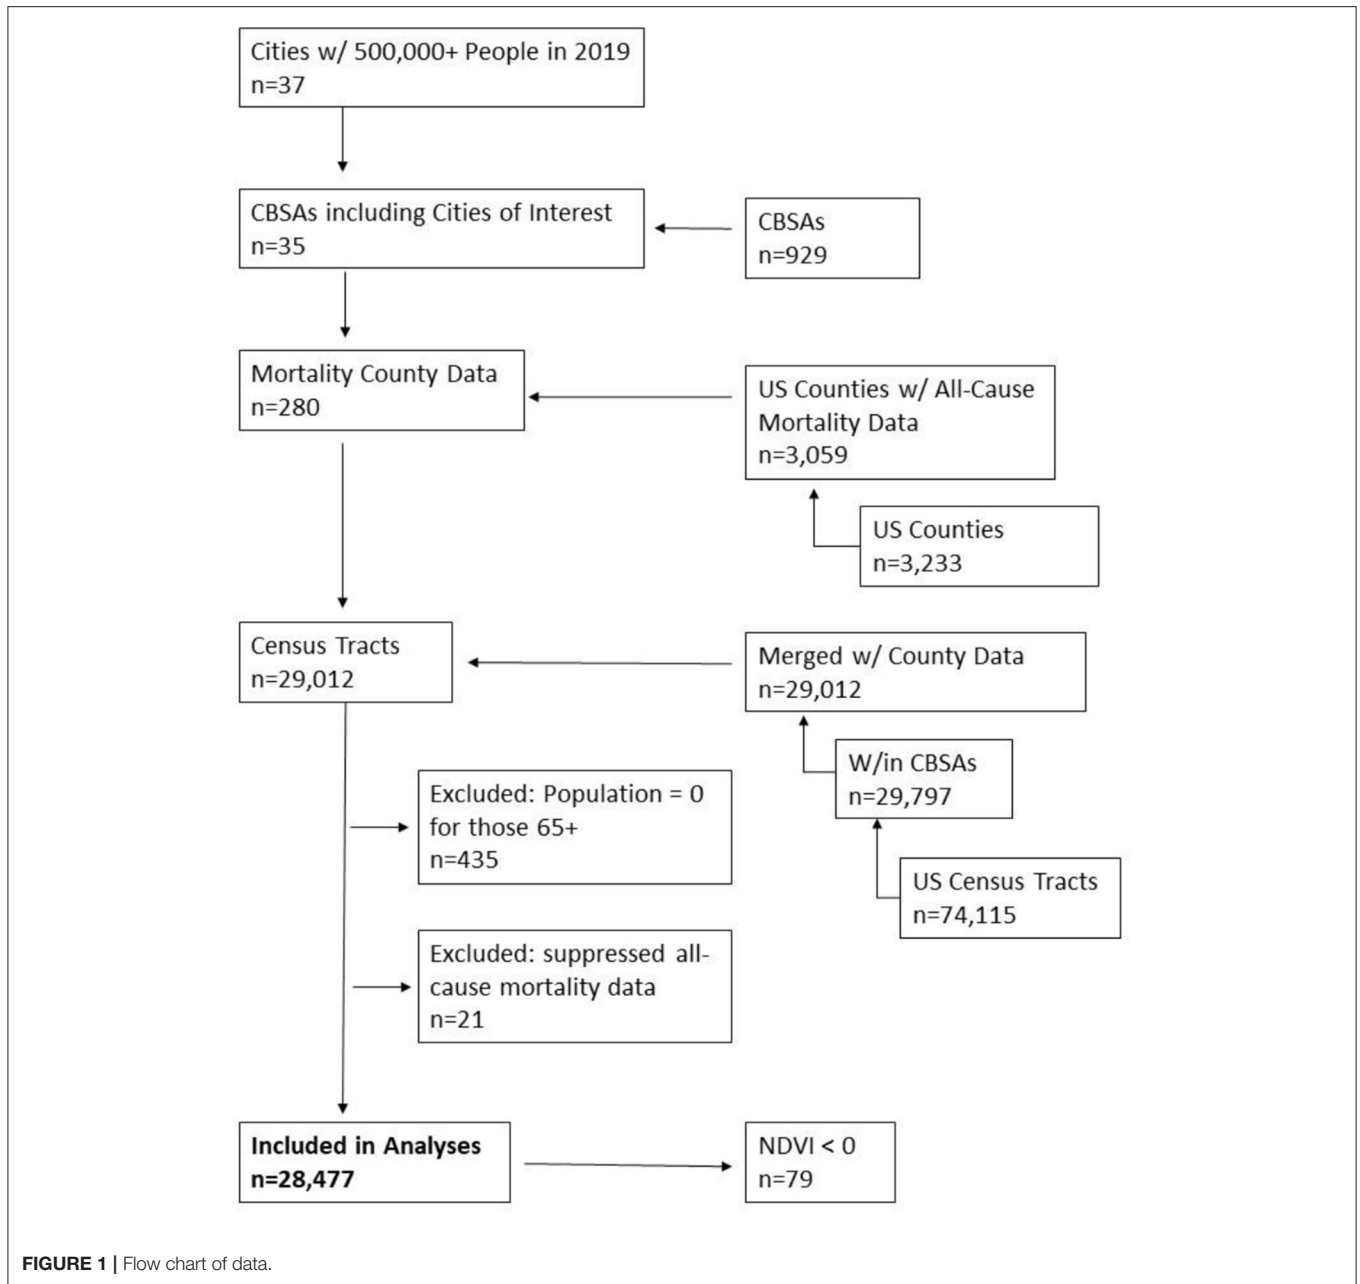 Cities w/ 500,000+ People in 2019
n=37
CBSAs including Cities of Interest
n=35
CBSAs
n=929
Mortality County Data
n=280
US Counties w/ All-Cause
Mortality Data
n=3,059
US Counties
n=3,233
Census Tracts
n=29,012
Merged w/ County Data
n=29,012
W/in CBSAs
n=29,797
Excluded: Population = 0
for those 65+
n=435
US Census Tracts
n=74,115
Excluded: suppressed all-
cause mortality data
n=21
Included in Analyses
n=28,477
NDVI < 0
n=79
FIGURE 1 | Flow chart of data.